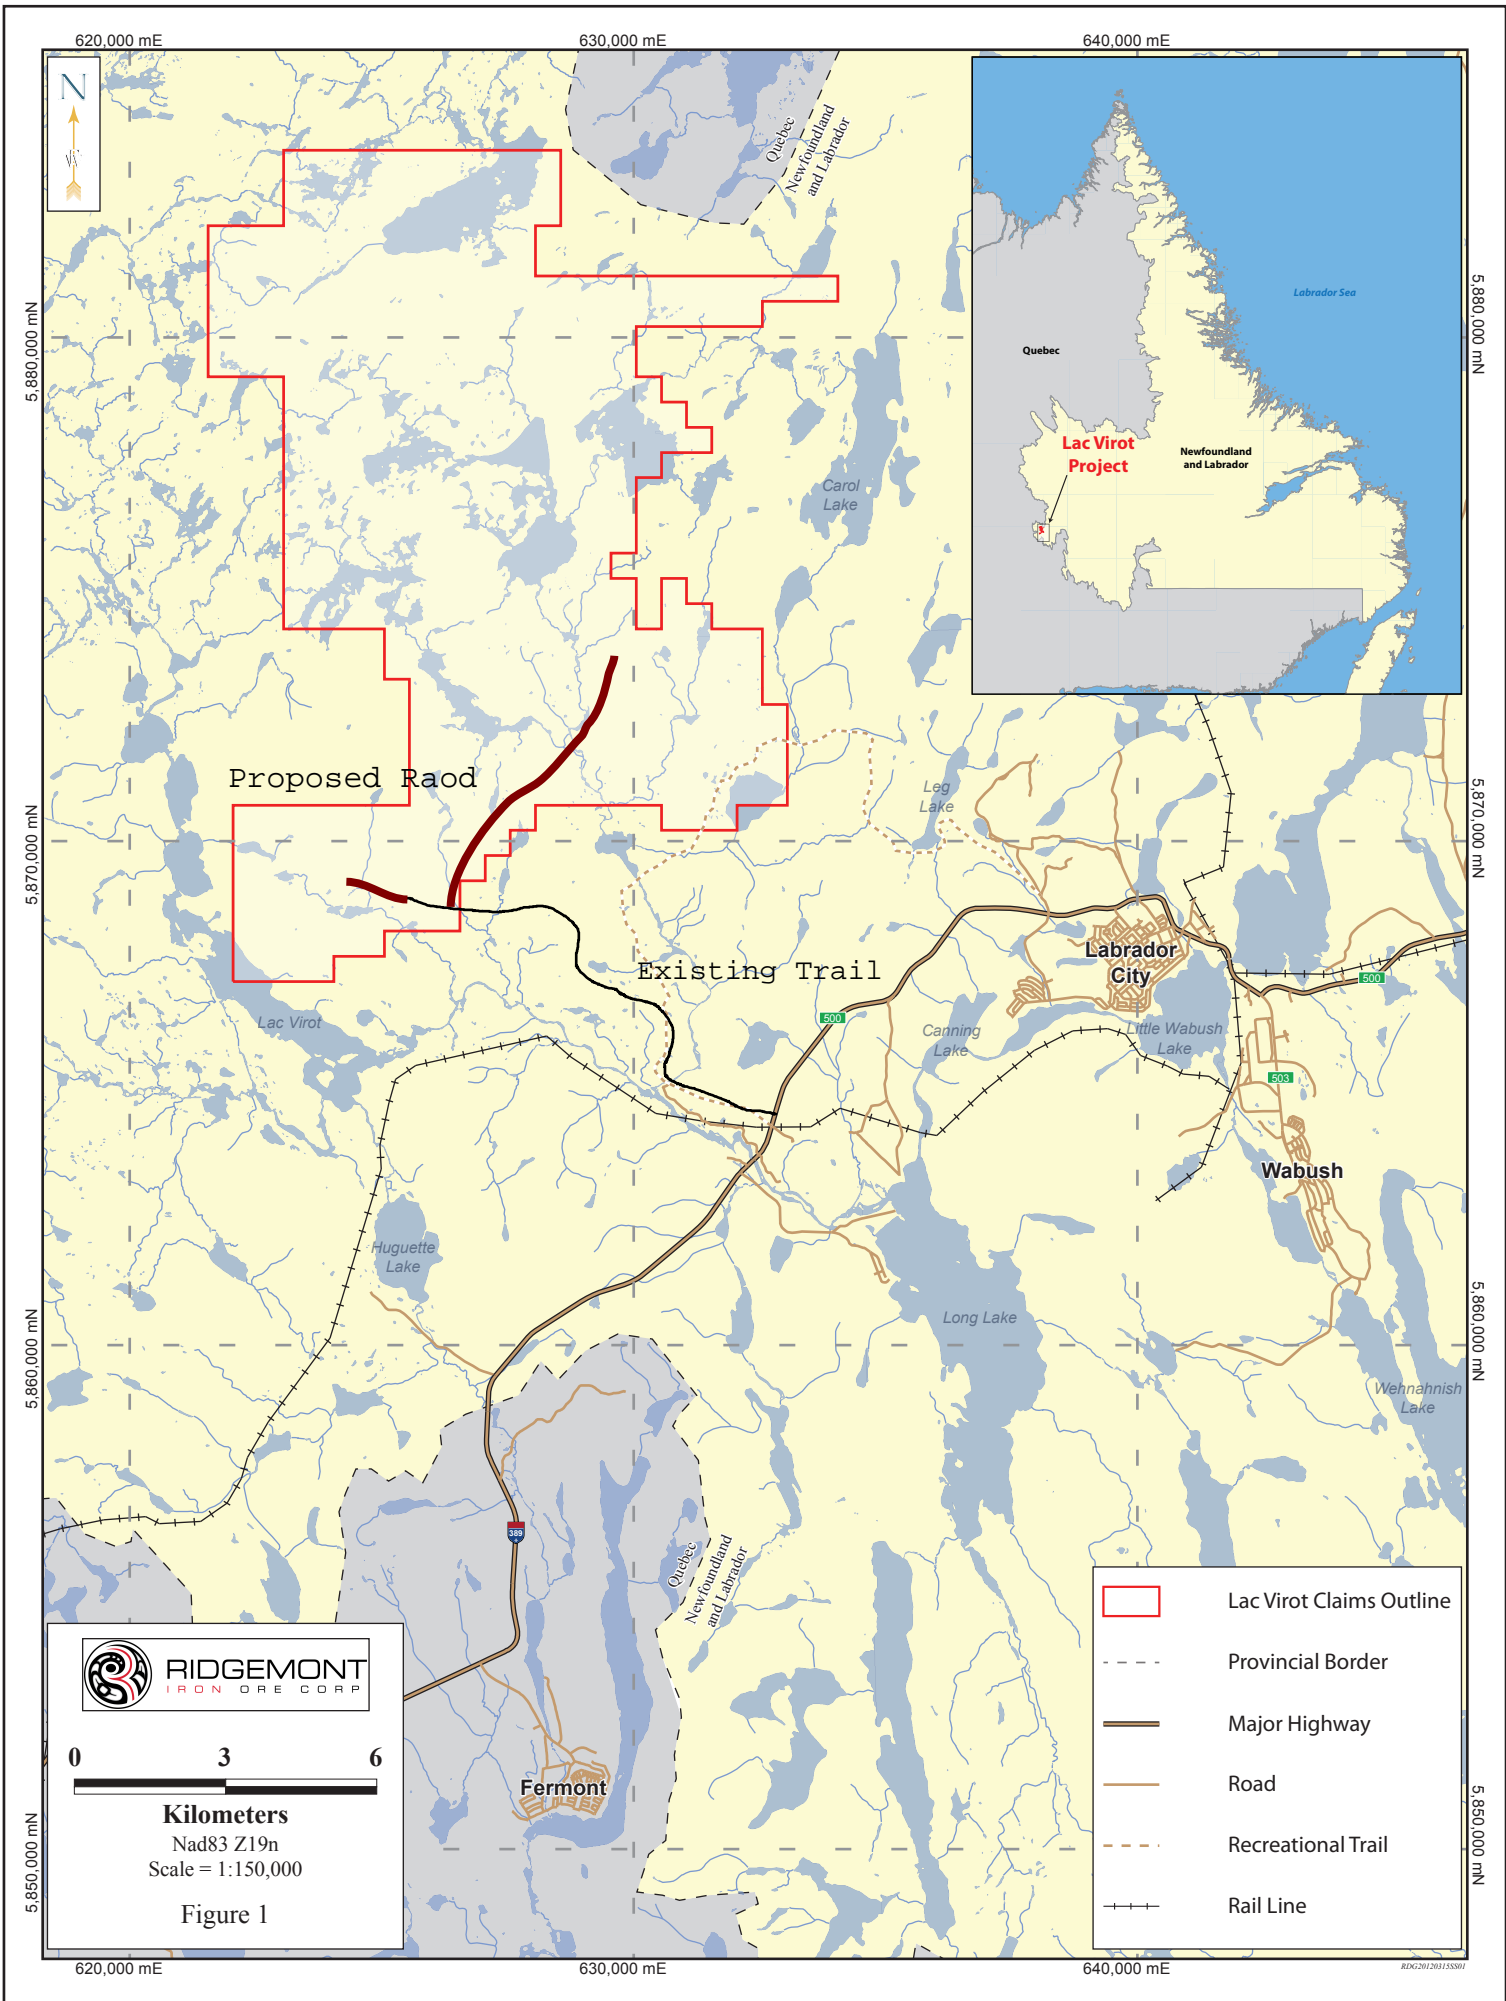 620,000 mE
630,000 mE
640,000 mE
N
Quebec
Newfoundland
and Labrador
Labrador Sea
Quebec
Lac Virot
Project
Newfoundland
and Labrador
5,880,000 mN
5,880,000 mN
Carol
Lake
Proposed Raod
Leg
Lake
5,870,000 mN
5,870,000 mN
Labrador
City
Existing Trail
500
500
Lac Virot
Canning
Lake
Little Wabush
Lake
503
Wabush
Huguette
Lake
Long Lake
5,860,000 mN
5,860,000 mN
Wehnahnish
Lake
389
Quebec
Newfoundland
and Labrador
Lac Virot Claims Outline
Provincial Border
Major Highway
Road
Recreational Trail
Rail Line
RIDGEMONT
IRON ORE CORP
0 3 6
Kilometers
Nad83 Z19n
Scale = 1:150,000
Figure 1
Fermont
5,850,000 mN
5,850,000 mN
620,000 mE
630,000 mE
640,000 mE
RDG20120315SS01